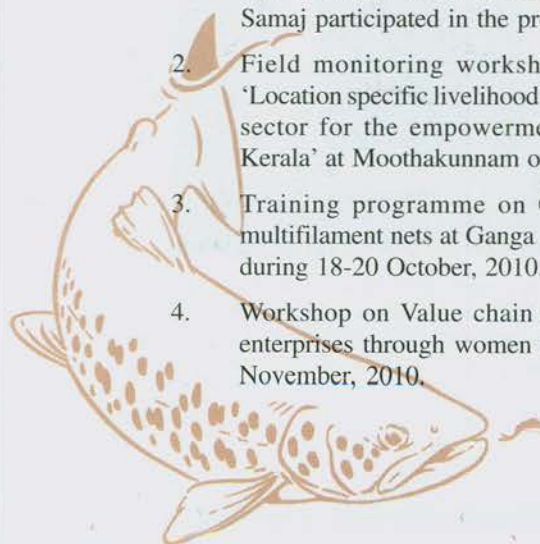 Samaj participated in the pr
2. Field monitoring worksh
‘Location specific livelihood
sector for the empowerme
Kerala’ at Moothakunnam o
3. Training programme on
multifilament nets at Ganga
during 18-20 October, 2010
4. Workshop on Value chain
enterprises through women
November, 2010.